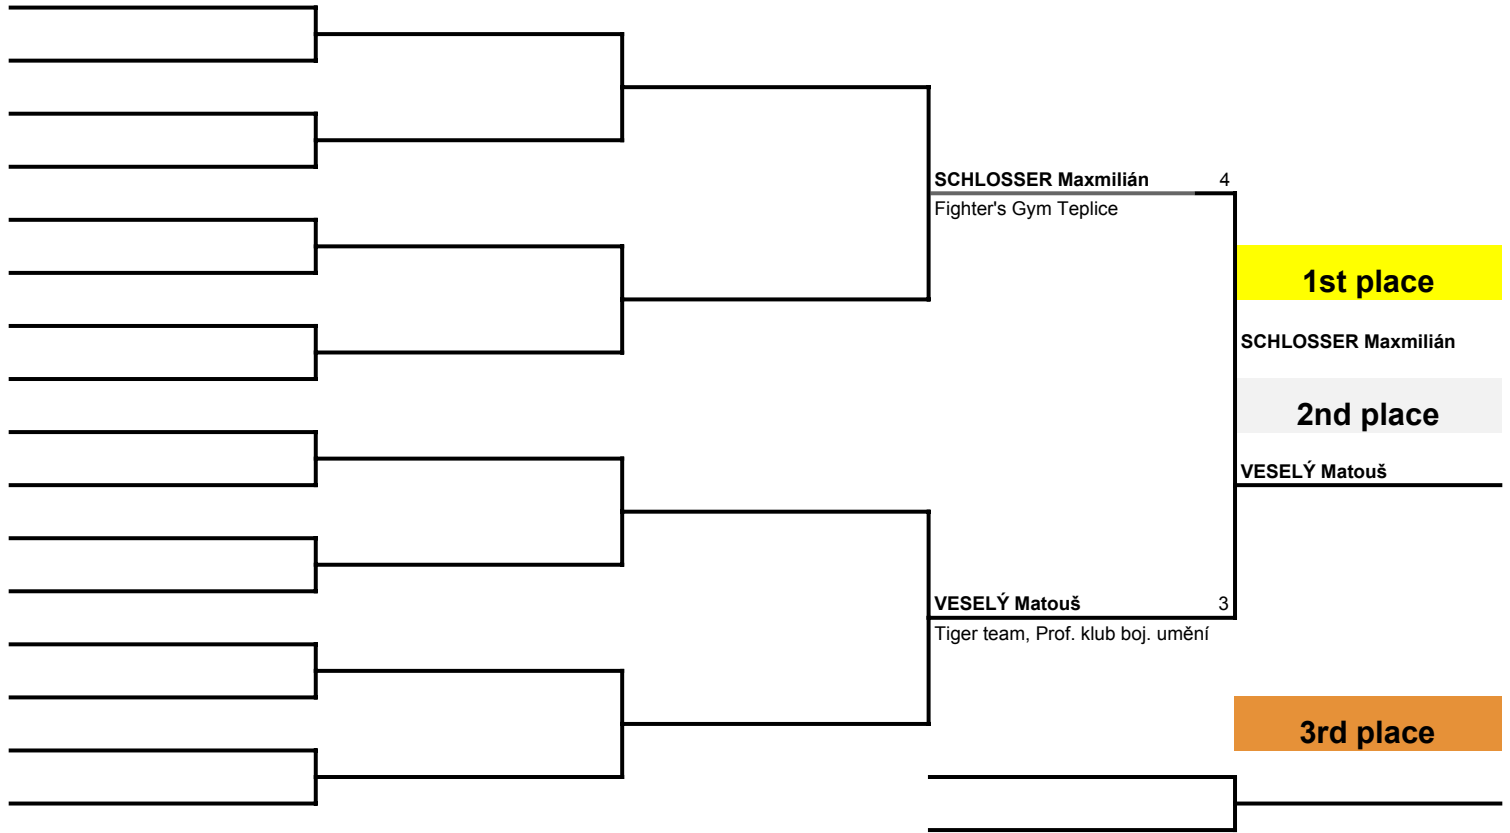 SCHLOSSER Maxmilián 4
Fighter's Gym Teplice
1st place
SCHLOSSER Maxmilián
2nd place
VESELÝ Matouš
VESELÝ Matouš 3
Tiger team, Prof. klub boj. umění
3rd place